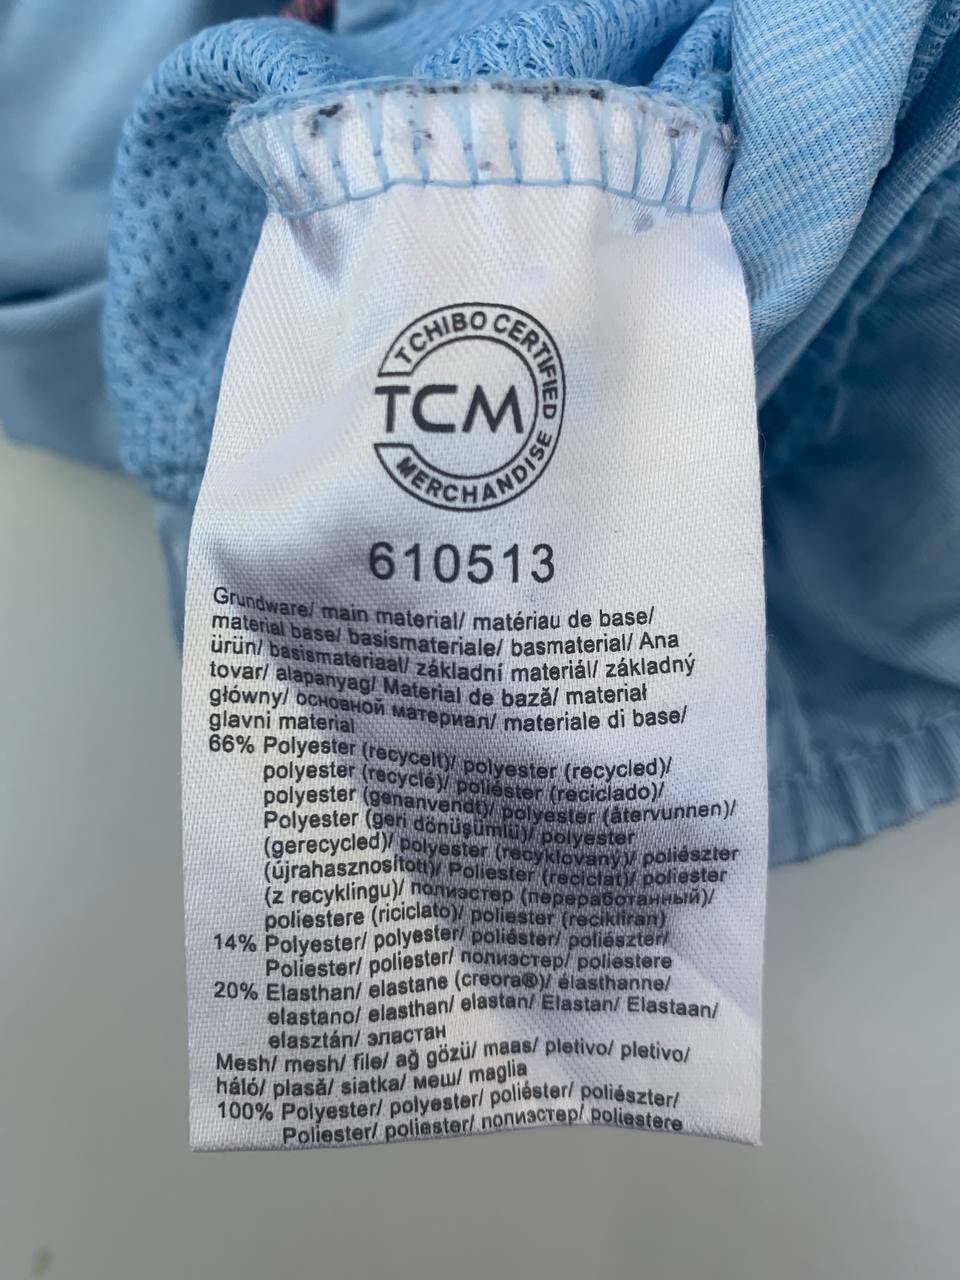 TCHIBO CERTIFIED
TCM
MERCHANDISE
610513
Grundware/ main material/ matériau de base/
material base/ basismateriale/ basmaterial/ Ana
ürün/ basismateriaal/ základní materiál/ základný
tovar/ alapanyag/ Material de bază/ materiał
główny/ основной материал/ materiale di base/
glavni material
66% Polyester (recycelt)/ polyester (recycled)/
polyester (recyclé)/ poliéster (reciclado)/
polyester (genanvendt)/ polyester (återvunnen)/
Polyester (geri dönüşümlü)/ polyester
(gerecycled)/ polyester (recyklovaný)/ poliészter
(újrahasznosított)/ Poliester (reciclat)/ poliester
(z recyklingu)/ полиэстер (переработанный)/
poliestere (riciclato)/ poliester (recikliran)
14% Polyester/ polyester/ poliéster/ poliészter/
Poliester/ poliester/ полиэстер/ poliestere
20% Elasthan/ elastane (creora®)/ élasthanne/
elastano/ elasthan/ elastan/ Elastan/ Elastaan/
elasztán/ эластан
Mesh/ mesh/ file/ ağ gözü/ maas/ pletivo/ pletivo/
háló/ plasă/ siatka/ меш/ maglia
100% Polyester/ polyester/ poliéster/ poliészter/
Poliester/ poliester/ полиэстер/ poliestere